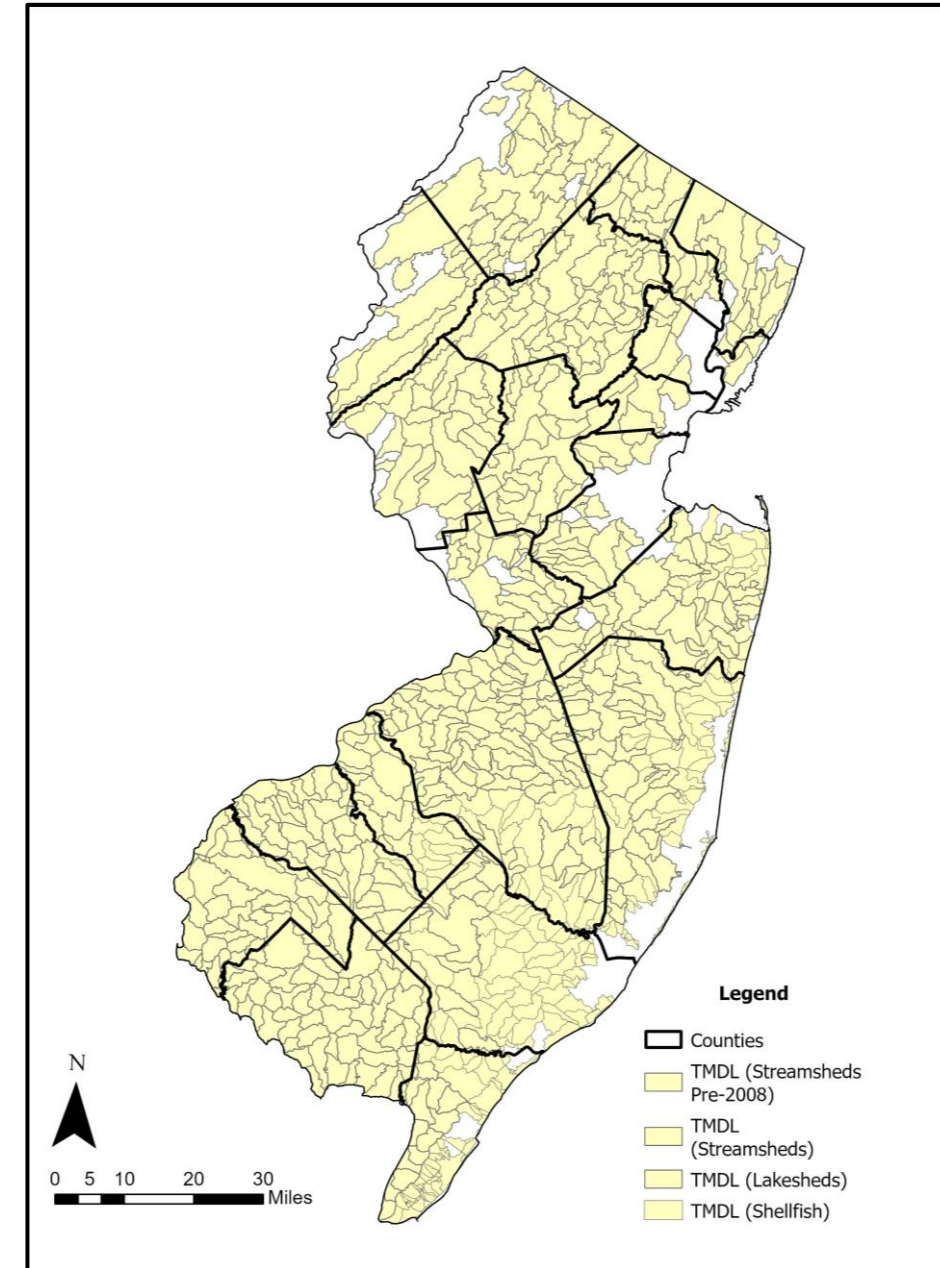 Legend
Counties
TMDL (Streamsheds
Pre-2008)
TMDL
(Streamsheds)
TMDL (Lakesheds)
TMDL (Shellfish)
N
0 5 10 20 30
Miles